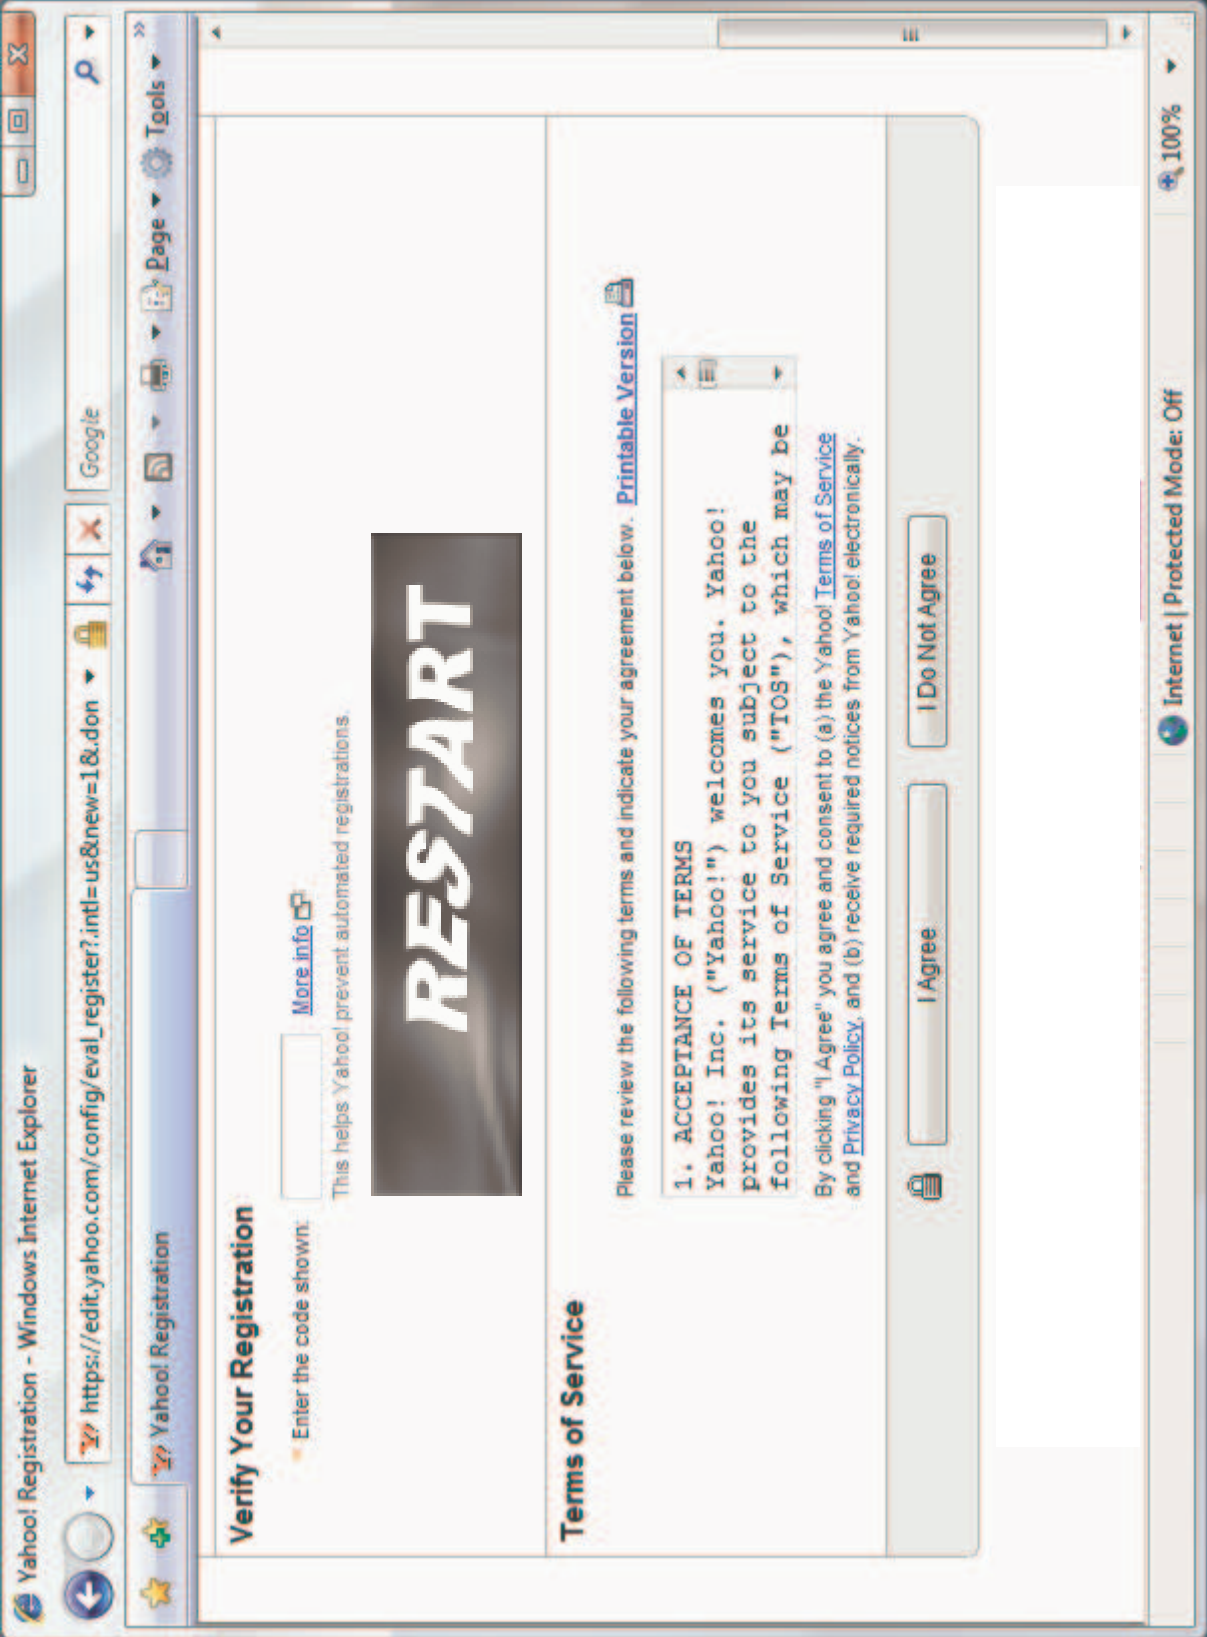 Yahoo! Registration - Windows Internet Explorer
https://edit.yahoo.com/config/eval_register?.intl=us&new=1&.don
Google
Yahoo! Registration
Page
Tools
Verify Your Registration
Enter the code shown:
More info
This helps Yahoo! prevent automated registrations.
RESTART
Terms of Service
Please review the following terms and indicate your agreement below. Printable Version
1. ACCEPTANCE OF TERMS
Yahoo! Inc. ("Yahoo!") welcomes you. Yahoo!
provides its service to you subject to the
following Terms of Service ("TOS"), which may be
By clicking "I Agree" you agree and consent to (a) the Yahoo! Terms of Service
and Privacy Policy, and (b) receive required notices from Yahoo! electronically.
I Agree
I Do Not Agree
Internet | Protected Mode: Off
100%